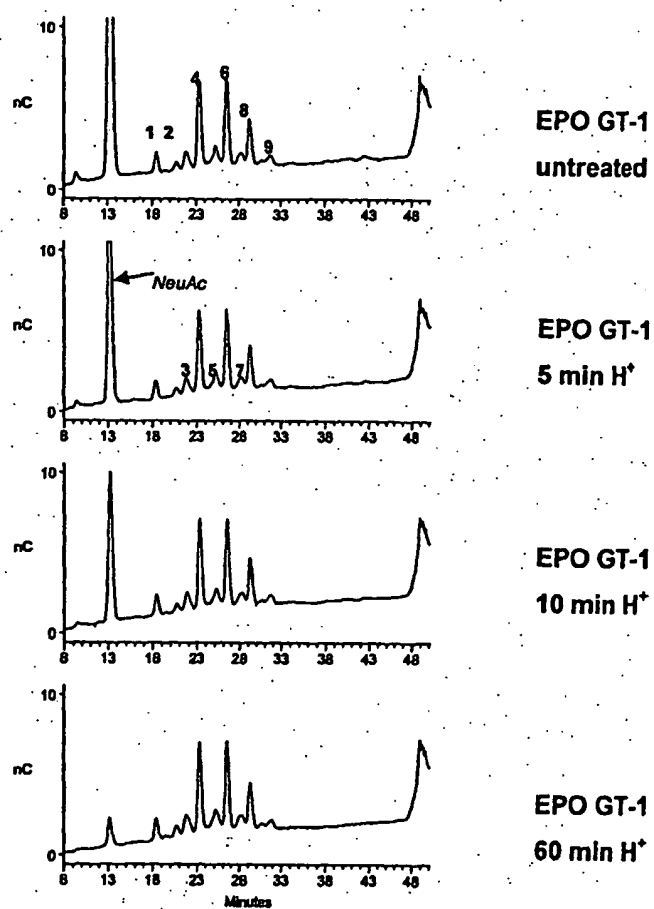 10
nC
0
1 2 4 6 8 9
8 13 18 23 28 33 38 43 48
EPO GT-1
untreated
10
nC
0
NeuAc
3 5 7
8 13 18 23 28 33 38 43 48
EPO GT-1
5 min H⁺
10
nC
0
8 13 18 23 28 33 38 43 48
EPO GT-1
10 min H⁺
10
nC
0
8 13 18 23 28 33 38 43 48
Minutes
EPO GT-1
60 min H⁺